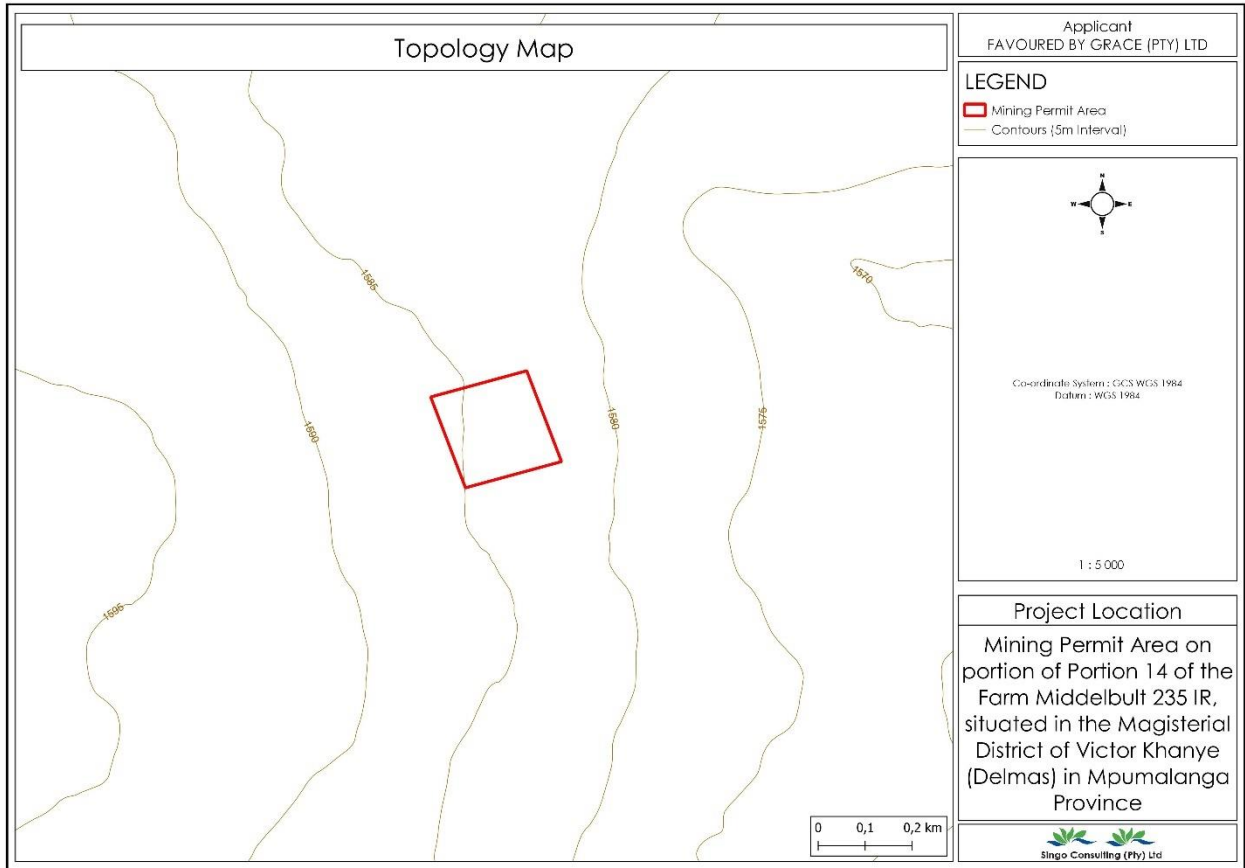 Topology Map
Applicant
FAVOURED BY GRACE (PTY) LTD
LEGEND
Mining Permit Area
Contours (5m Interval)
N
W E
S
Co-ordinate System : GCS WGS 1984
Datum : WGS 1984
1 : 5 000
Project Location
Mining Permit Area on
portion of Portion 14 of the
Farm Middelbult 235 IR,
situated in the Magisterial
District of Victor Khanye
(Delmas) in Mpumalanga
Province
Singo Consulting (Pty) Ltd
1585
1570
1590
1580
1575
1595
0 0,1 0,2 km